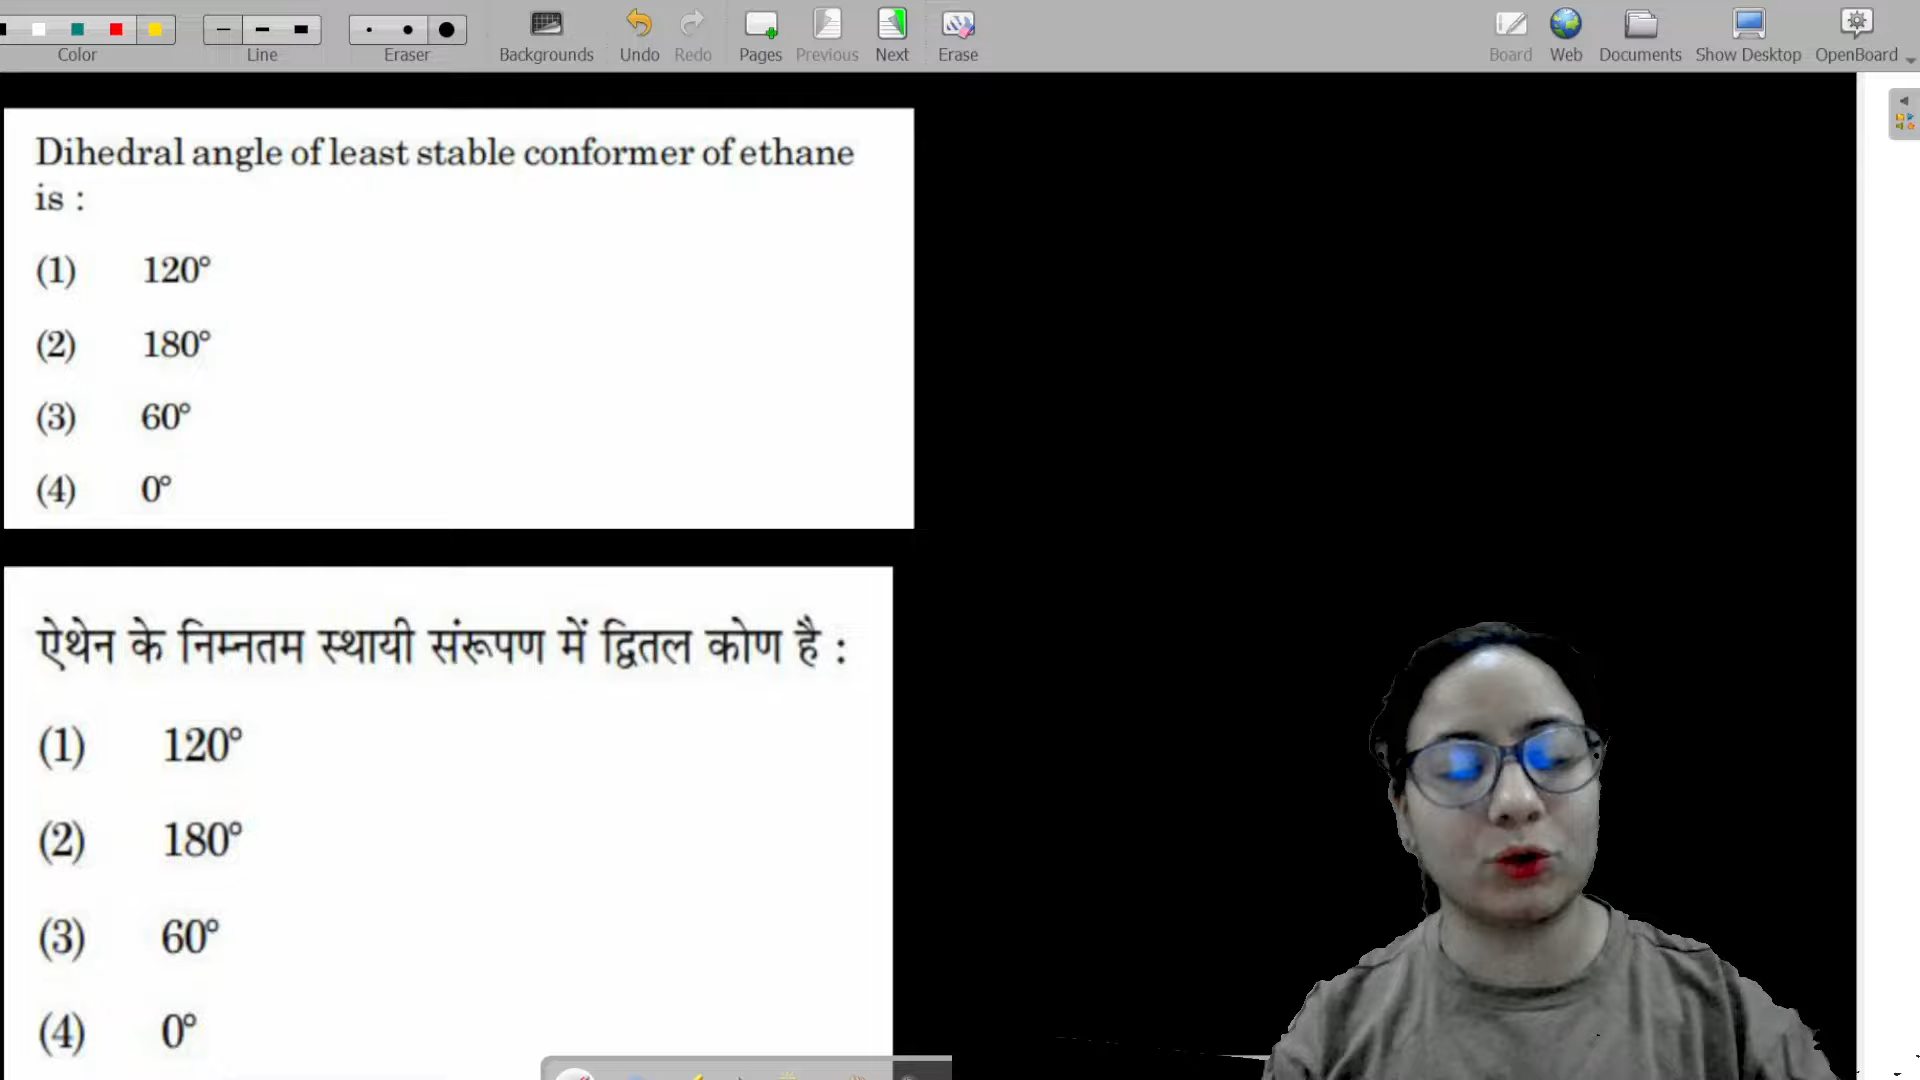 Color
Line
Eraser
Backgrounds
Undo
Redo
Pages
Previous
Next
Erase
Board
Web
Documents
Show Desktop
OpenBoard
Dihedral angle of least stable conformer of ethane
is :
(1) 120°
(2) 180°
(3) 60°
(4) 0°
ऐथेन के निम्नतम स्थायी संरूपण में द्वितल कोण है :
(1) 120°
(2) 180°
(3) 60°
(4) 0°